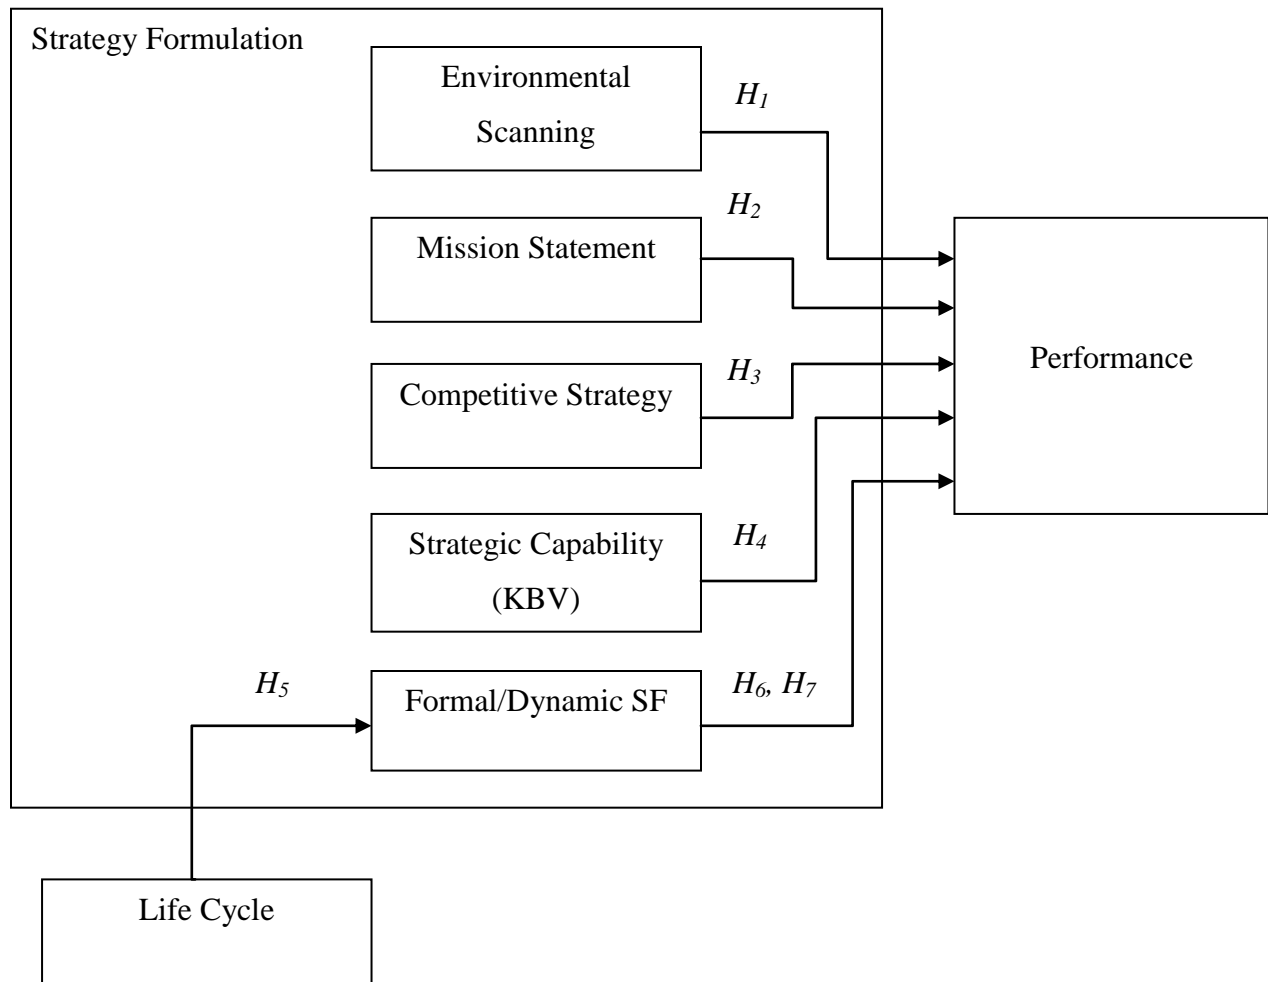 Strategy Formulation
Environmental
Scanning
H1
Mission Statement
H2
Competitive Strategy
H3
Performance
Strategic Capability
(KBV)
H4
H5
Formal/Dynamic SF
H6, H7
Life Cycle